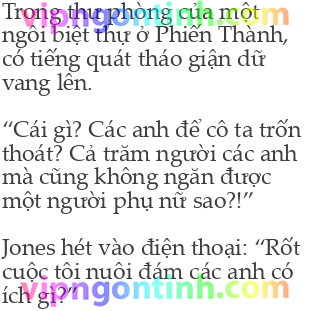 Trong thư phòng của một
vipngontinh.com
ngôi biệt thự ở Phiên Thành,
có tiếng quát tháo giận dữ
vang lên.
“Cái gì? Các anh để cô ta trốn
thoát? Cả trăm người các anh
mà cũng không ngăn được
một người phụ nữ sao?!”
Jones hét vào điện thoại: “Rốt
cuộc tôi nuôi đám các anh có
ích gì?”
vipngontinh.com